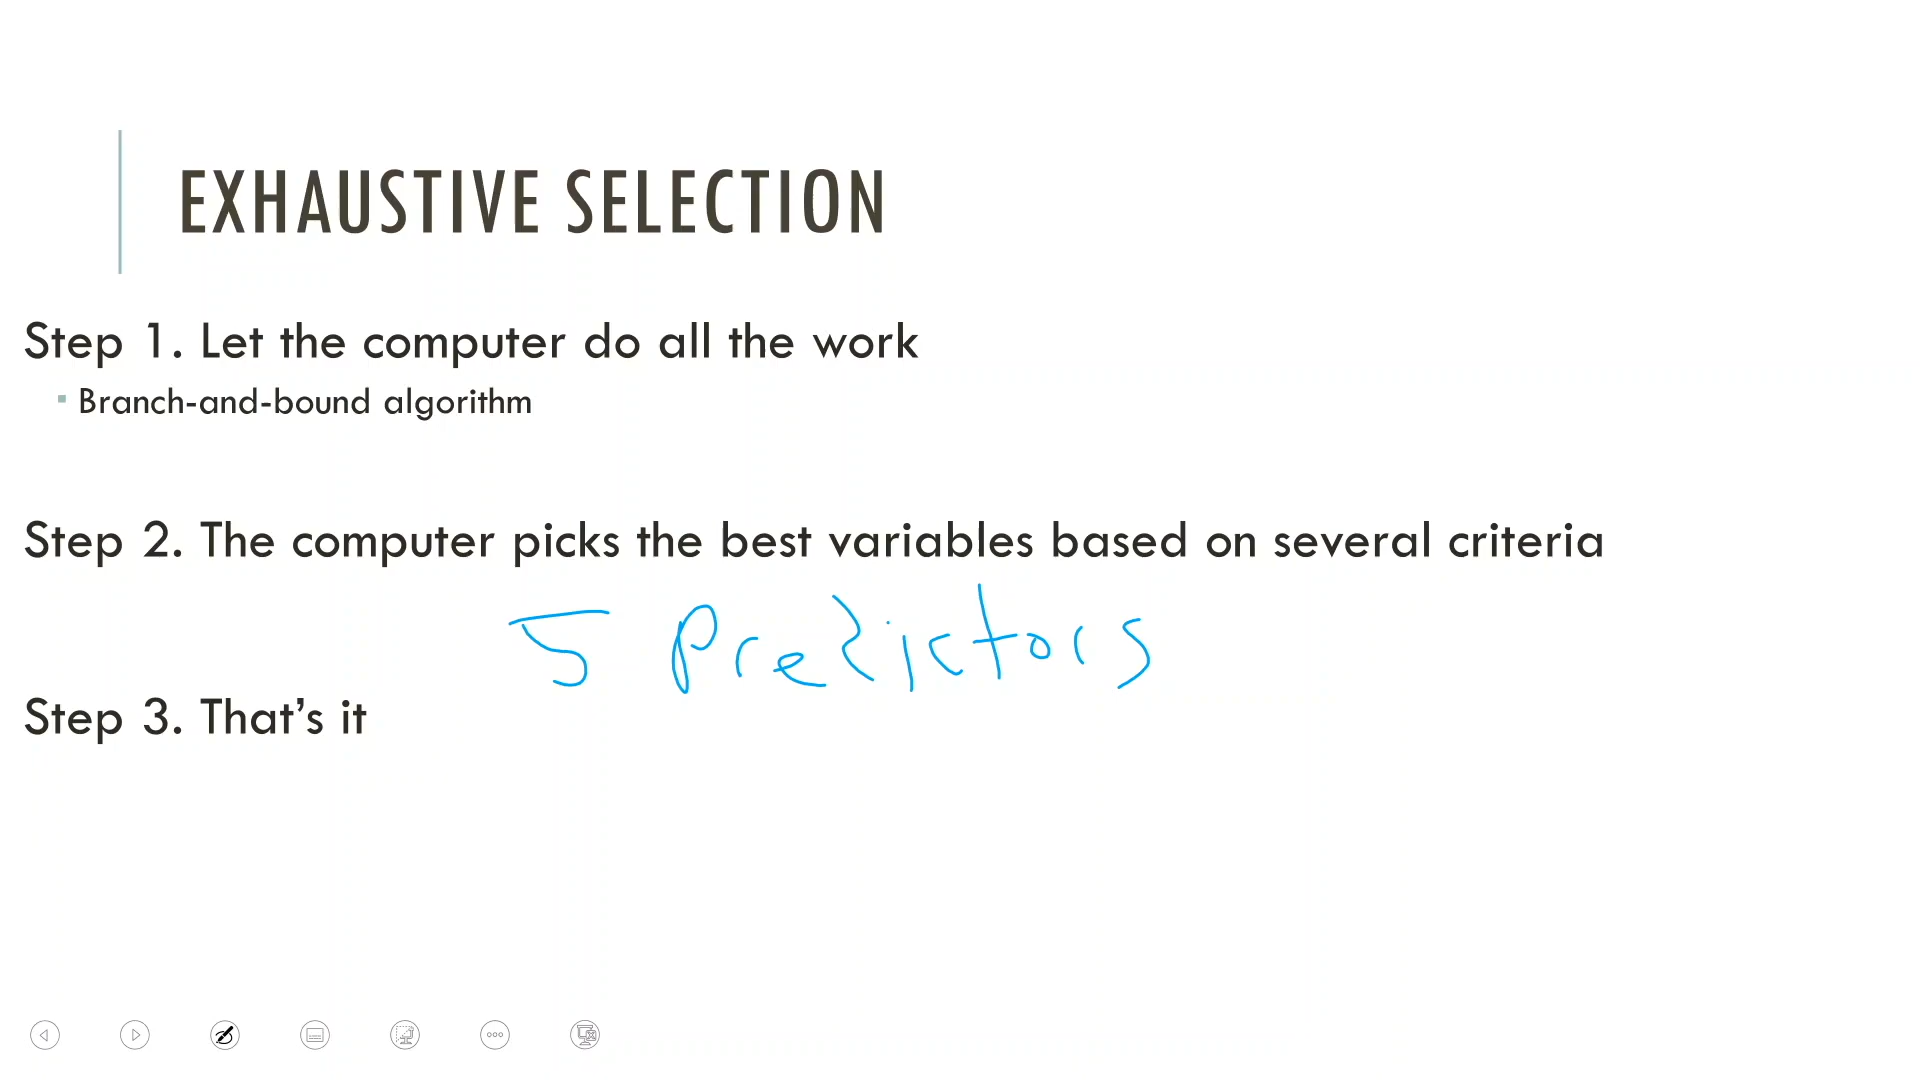 EXHAUSTIVE SELECTION
Step 1. Let the computer do all the work
Branch-and-bound algorithm
Step 2. The computer picks the best variables based on several criteria
5 Predictors
Step 3. That’s it